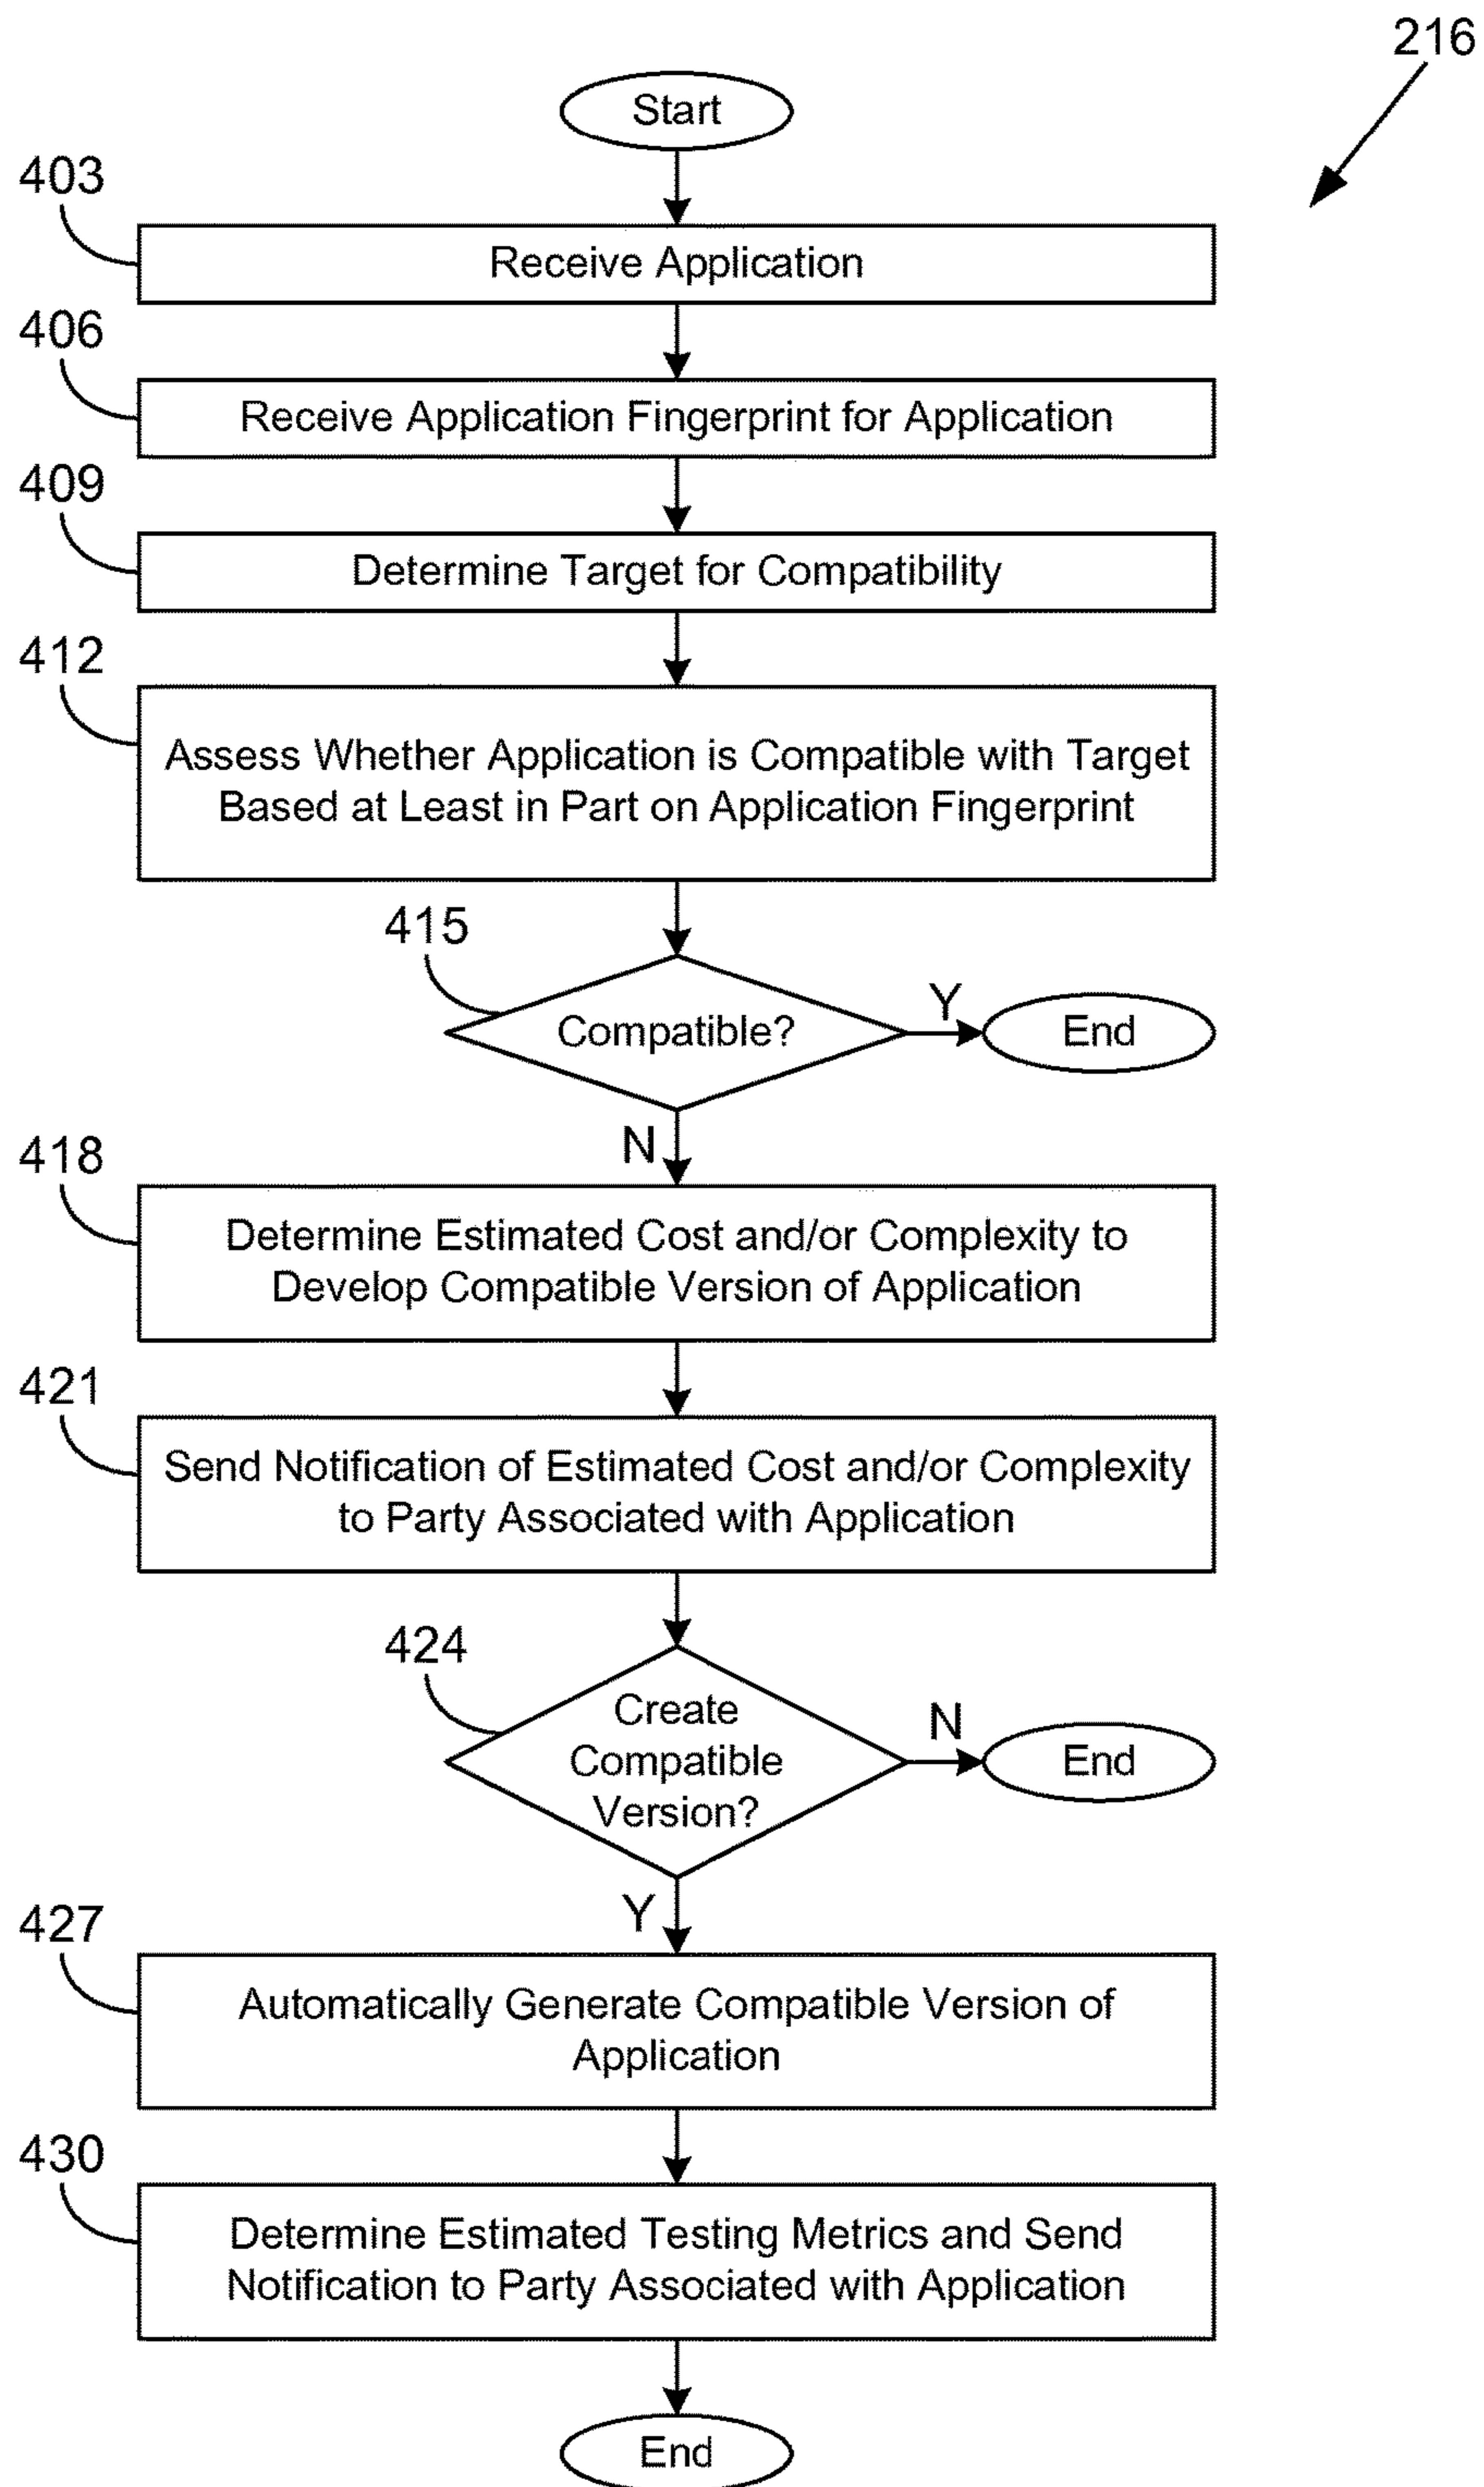 216
Start
403
Receive Application
406
Receive Application Fingerprint for Application
409
Determine Target for Compatibility
412
Assess Whether Application is Compatible with Target
Based at Least in Part on Application Fingerprint
415
Compatible?
Y
End
N
418
Determine Estimated Cost and/or Complexity to
Develop Compatible Version of Application
421
Send Notification of Estimated Cost and/or Complexity
to Party Associated with Application
424
Create
Compatible
Version?
N
End
Y
427
Automatically Generate Compatible Version of
Application
430
Determine Estimated Testing Metrics and Send
Notification to Party Associated with Application
End